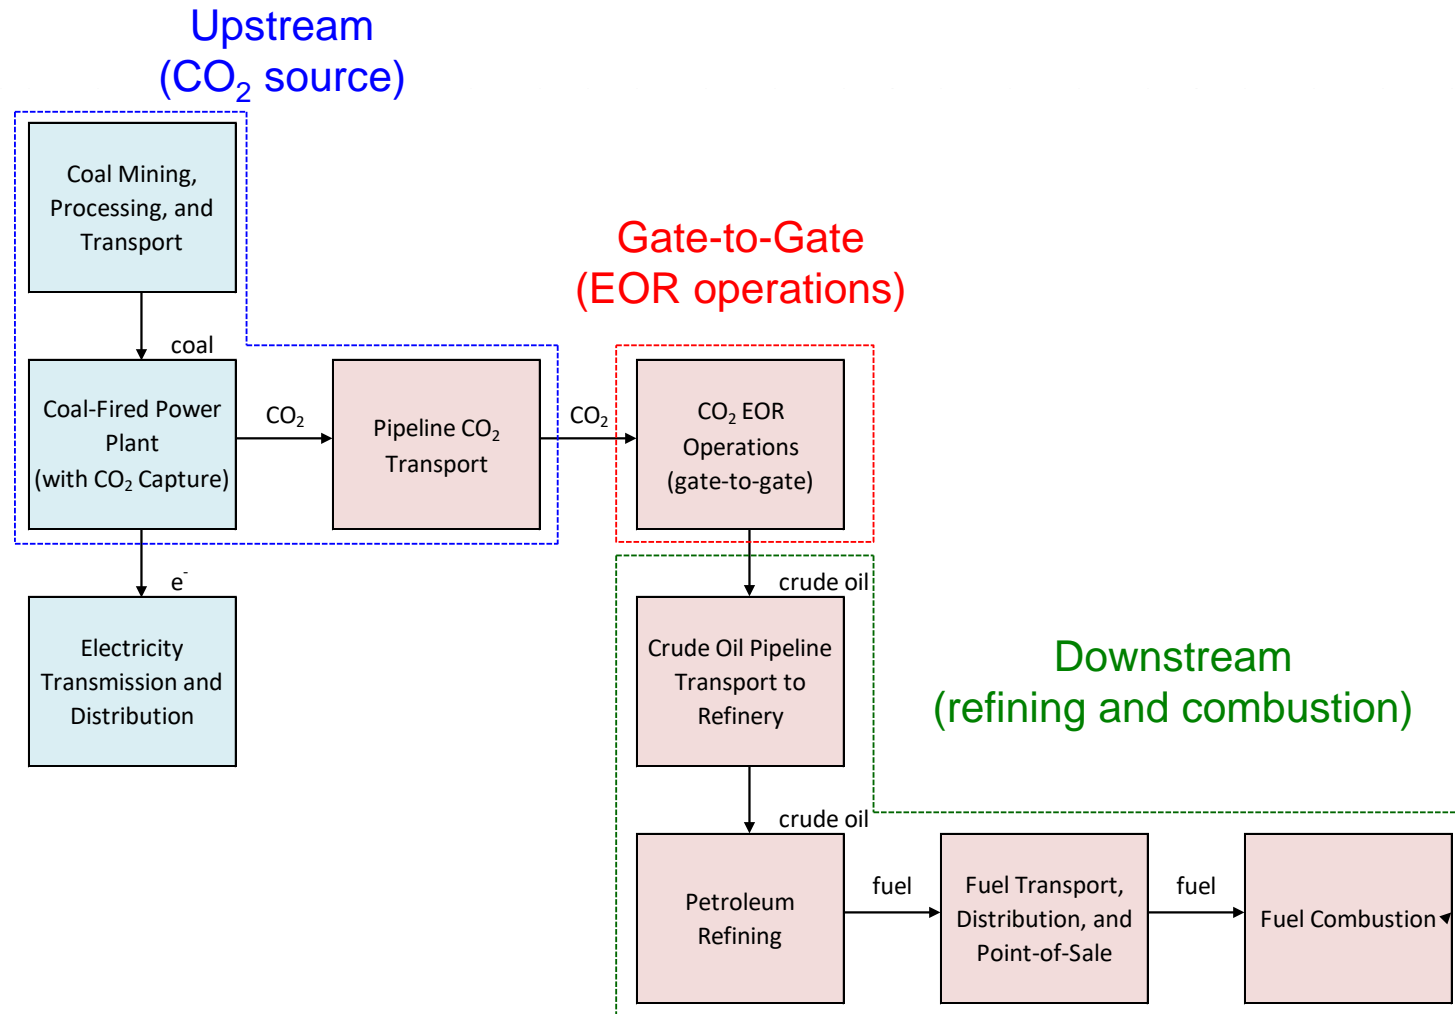 Upstream
(CO₂ source)
Coal Mining,
Processing, and
Transport
Gate-to-Gate
(EOR operations)
coal
Coal-Fired Power
Plant
(with CO₂ Capture)
CO₂
Pipeline CO₂
Transport
CO₂
CO₂ EOR
Operations
(gate-to-gate)
e⁻
crude oil
Electricity
Transmission and
Distribution
Crude Oil Pipeline
Transport to
Refinery
Downstream
(refining and combustion)
crude oil
Petroleum
Refining
fuel
Fuel Transport,
Distribution, and
Point-of-Sale
fuel
Fuel Combustion